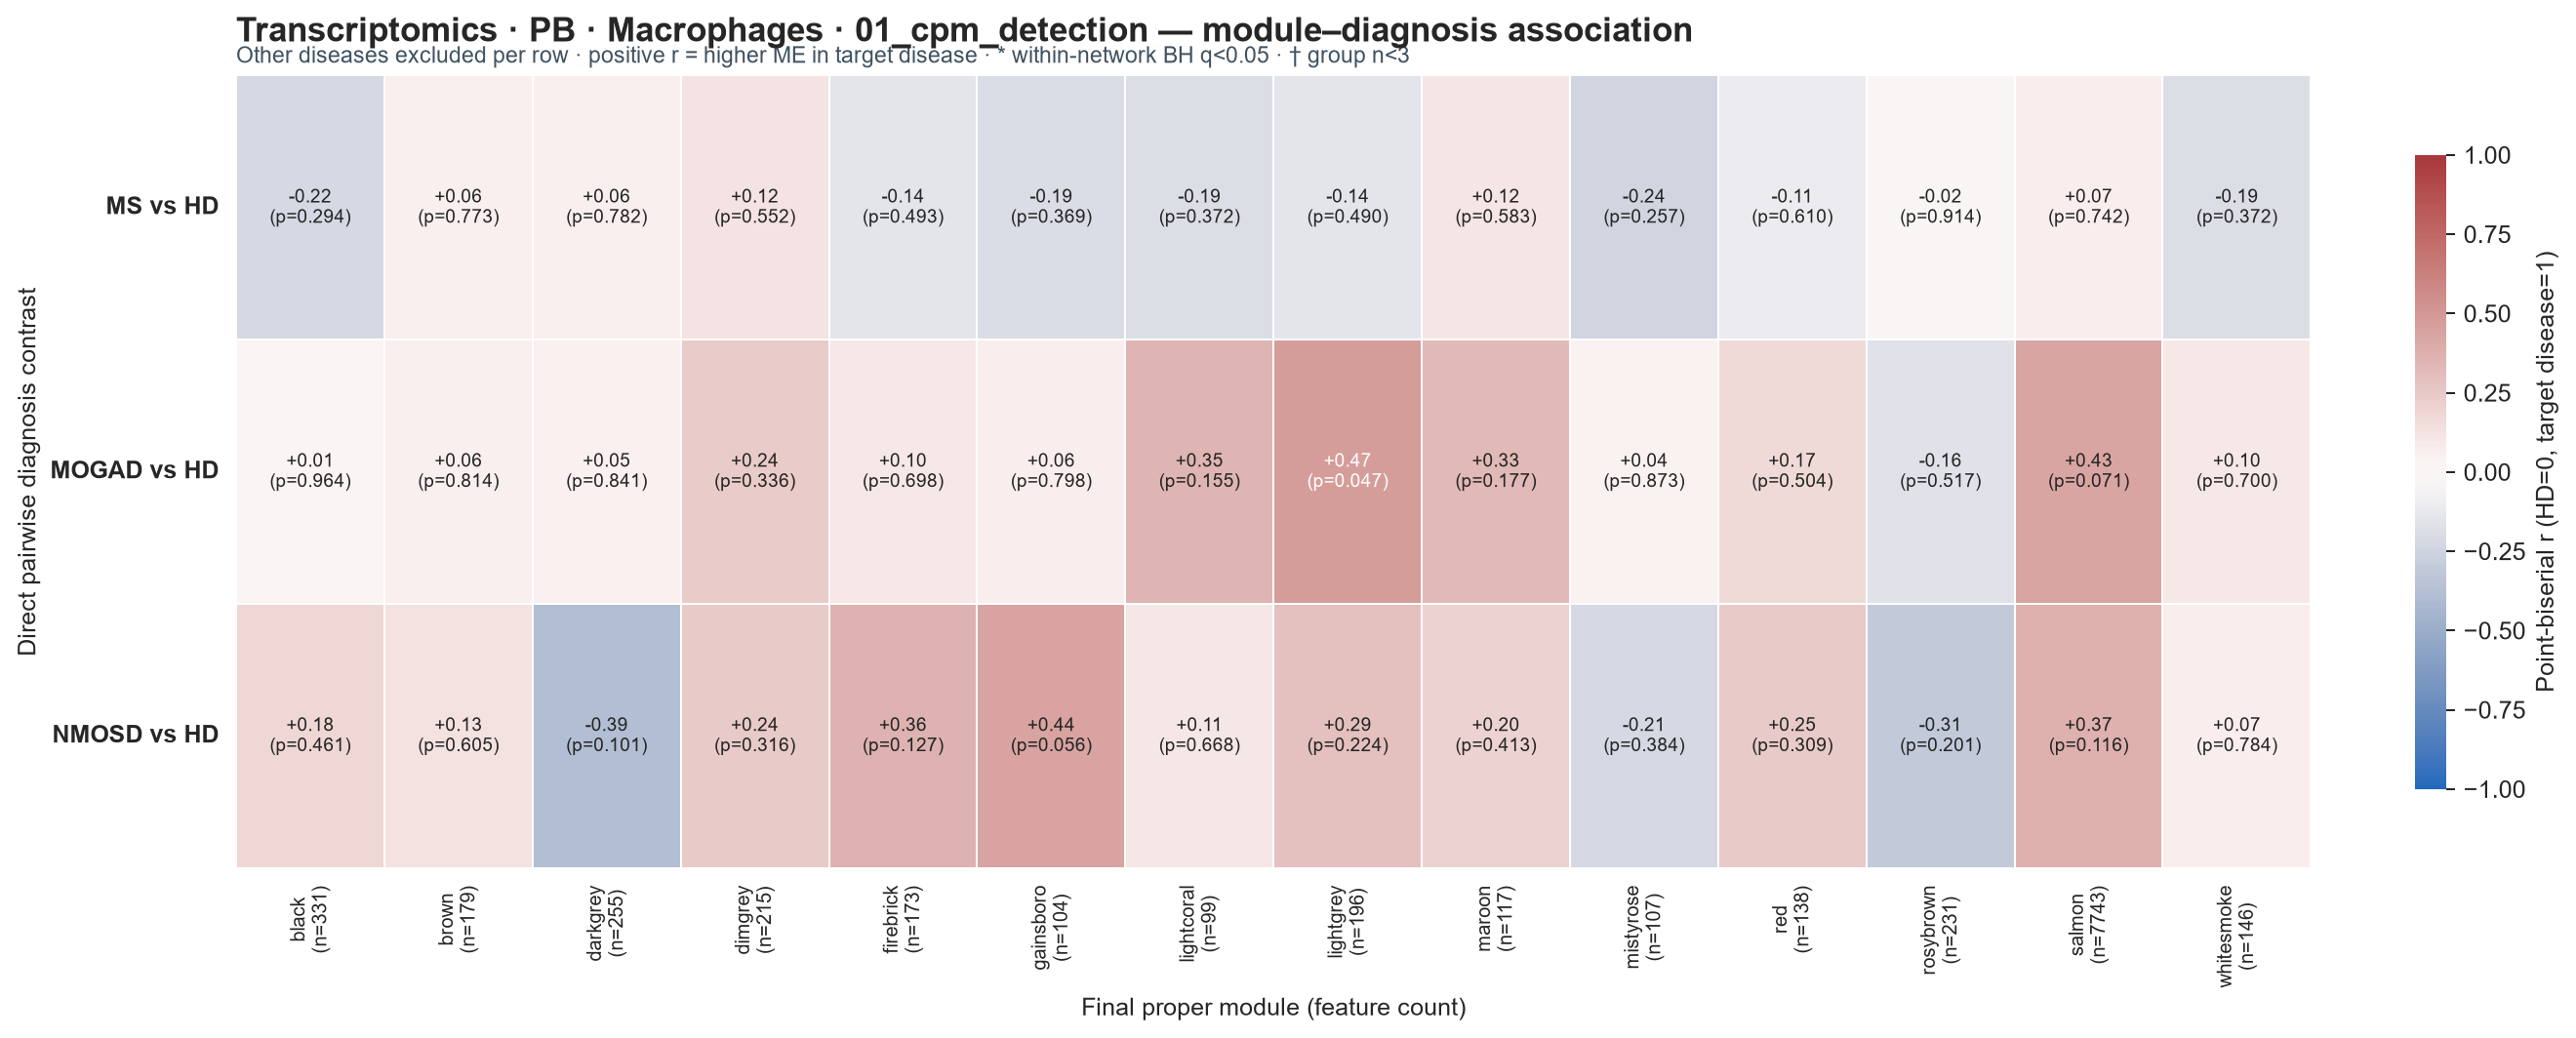 Transcriptomics · PB · Macrophages · 01_cpm_detection — module–diagnosis association
Other diseases excluded per row · positive r = higher ME in target disease · * within-network BH q<0.05 · † group n<3
Direct pairwise diagnosis contrast
MS vs HD
-0.22 +0.06 +0.06 +0.12 -0.14 -0.19 -0.19 -0.14 +0.12 -0.24 -0.11 -0.02 +0.07 -0.19
(p=0.294) (p=0.773) (p=0.782) (p=0.552) (p=0.493) (p=0.369) (p=0.372) (p=0.490) (p=0.583) (p=0.257) (p=0.610) (p=0.914) (p=0.742) (p=0.372)
MOGAD vs HD
+0.01 +0.06 +0.05 +0.24 +0.10 +0.06 +0.35 +0.47 +0.33 +0.04 +0.17 -0.16 +0.43 +0.10
(p=0.964) (p=0.814) (p=0.841) (p=0.336) (p=0.698) (p=0.798) (p=0.155) (p=0.047) (p=0.177) (p=0.873) (p=0.504) (p=0.517) (p=0.071) (p=0.700)
NMOSD vs HD
+0.18 +0.13 -0.39 +0.24 +0.36 +0.44 +0.11 +0.29 +0.20 -0.21 +0.25 -0.31 +0.37 +0.07
(p=0.461) (p=0.605) (p=0.101) (p=0.316) (p=0.127) (p=0.056) (p=0.668) (p=0.224) (p=0.413) (p=0.384) (p=0.309) (p=0.201) (p=0.116) (p=0.784)
black
(n=331)
brown
(n=179)
darkgrey
(n=255)
dimgrey
(n=215)
firebrick
(n=173)
gainsboro
(n=104)
lightcoral
(n=99)
lightgrey
(n=196)
maroon
(n=117)
mistyrose
(n=107)
red
(n=138)
rosybrown
(n=231)
salmon
(n=7743)
whitesmoke
(n=146)
Final proper module (feature count)
1.00
0.75
0.50
0.25
0.00
−0.25
−0.50
−0.75
−1.00
Point-biserial r (HD=0, target disease=1)